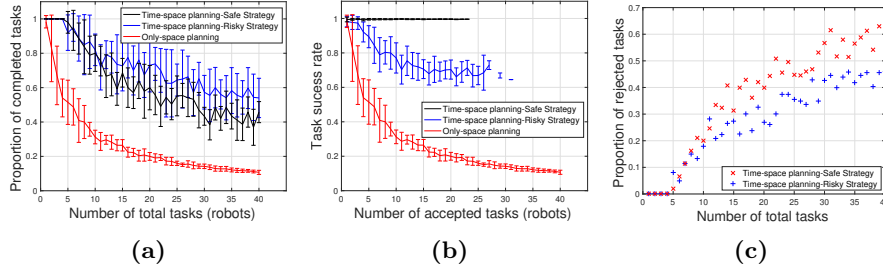 Proportion of completed tasks
1
0.8
0.6
0.4
0.2
0
Time-space planning-Safe Strategy
Time-space planning-Risky Strategy
Only-space planning
0 5 10 15 20 25 30 35 40
Number of total tasks (robots)
(a)
Task sucess rate
1
0.8
0.6
0.4
0.2
0
Time-space planning-Safe Strategy
Time-space planning-Risky Strategy
Only-space planning
0 5 10 15 20 25 30 35 40
Number of accepted tasks (robots)
(b)
Proportion of rejected tasks
0.7
0.6
0.5
0.4
0.3
0.2
0.1
0
Time-space planning-Safe Strategy
Time-space planning-Risky Strategy
0 5 10 15 20 25 30 35 40
Number of total tasks
(c)